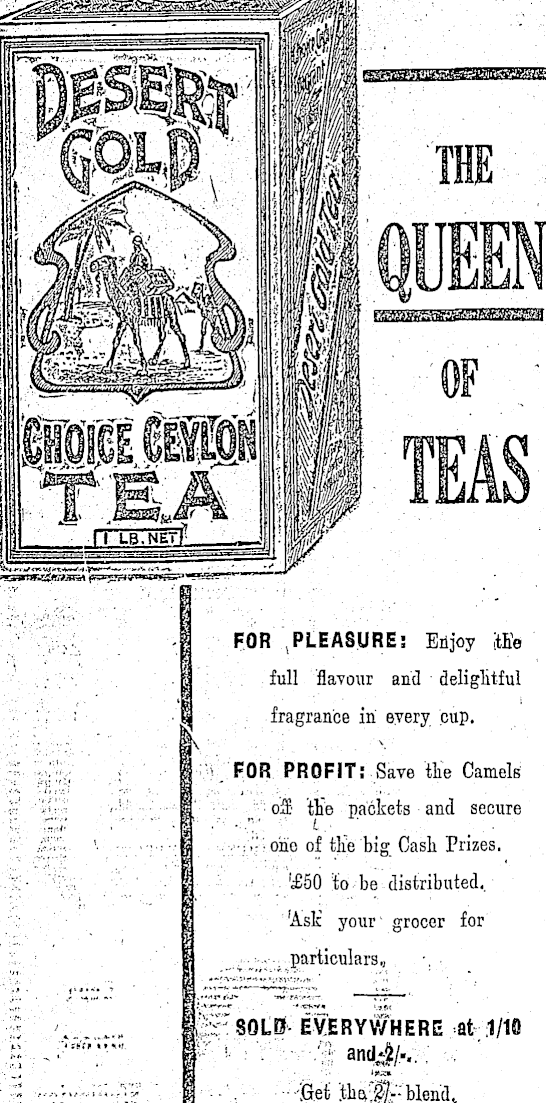 DESERT
GOLD
CHOICE CEYLON
TEA
1 LB. NET
Desert Gold Tea
THE
QUEEN
OF
TEAS
FOR PLEASURE: Enjoy the
full flavour and delightful
fragrance in every cup.
FOR PROFIT: Save the Camels
off the packets and secure
one of the big Cash Prizes.
£50 to be distributed.
Ask your grocer for
particulars.
SOLD EVERYWHERE at 1/10
and 2/-.
Get the 2/- blend.